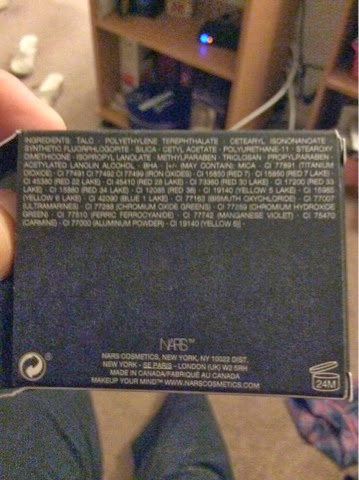 INGREDIENTS: TALC · POLYETHYLENE TEREPHTHALATE · CETEARYL ISONONANOATE ·
SYNTHETIC FLUORPHLOGOPITE · SILICA · CETYL ACETATE · POLYURETHANE-11 · STEAROXY
DIMETHICONE · ISOPROPYL LANOLATE · METHYLPARABEN · TRICLOSAN · PROPYLPARABEN ·
ACETYLATED LANOLIN ALCOHOL · BHA · [+/- (MAY CONTAIN) MICA · CI 77891 (TITANIUM
DIOXIDE) · CI 77491 CI 77492 CI 77499 (IRON OXIDES) · CI 15850 (RED 7) · CI 15850 (RED 7 LAKE)
· CI 45380 (RED 22 LAKE) · CI 45410 (RED 28 LAKE) · CI 73360 (RED 30 LAKE) · CI 17200 (RED 33
LAKE) · CI 15880 (RED 34 LAKE) · CI 12085 (RED 36) · CI 19140 (YELLOW 5 LAKE) · CI 15985
(YELLOW 6 LAKE) · CI 42090 (BLUE 1 LAKE) · CI 77163 (BISMUTH OXYCHLORIDE) · CI 77007
(ULTRAMARINES) · CI 77288 (CHROMIUM OXIDE GREENS) · CI 77289 (CHROMIUM HYDROXIDE
GREEN) · CI 77510 (FERRIC FERROCYANIDE) · CI 77742 (MANGANESE VIOLET) · CI 75470
(CARMINE) · CI 77000 (ALUMINUM POWDER) · CI 19140 (YELLOW 5)]
NARS™
NARS COSMETICS, NEW YORK, NY 10022 DIST.
NEW YORK - SE PARIS - LONDON (UK) W2 5RH
MADE IN CANADA/FABRIQUÉ AU CANADA
MAKEUP YOUR MIND™ WWW.NARSCOSMETICS.COM
®
24M